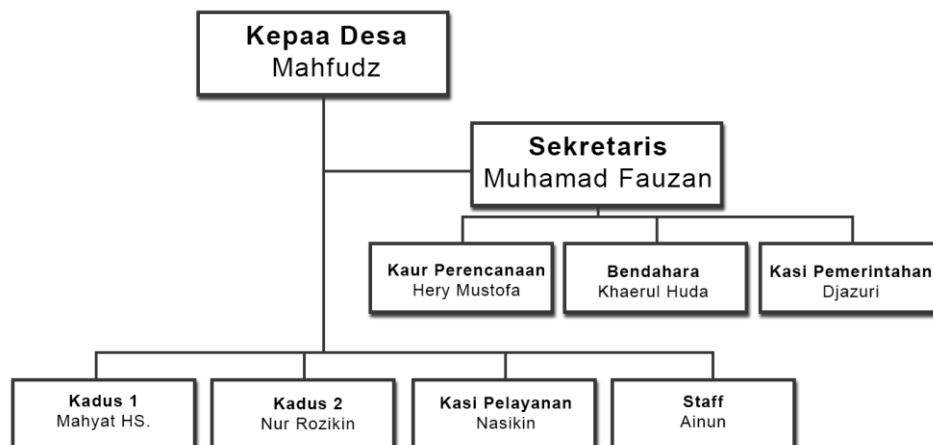 Kepaa Desa
Mahfudz
Sekretaris
Muhamad Fauzan
Kaur Perencanaan
Hery Mustofa
Bendahara
Khaerul Huda
Kasi Pemerintahan
Djazuri
Kadus 1
Mahyat HS.
Kadus 2
Nur Rozikin
Kasi Pelayanan
Nasikin
Staff
Ainun